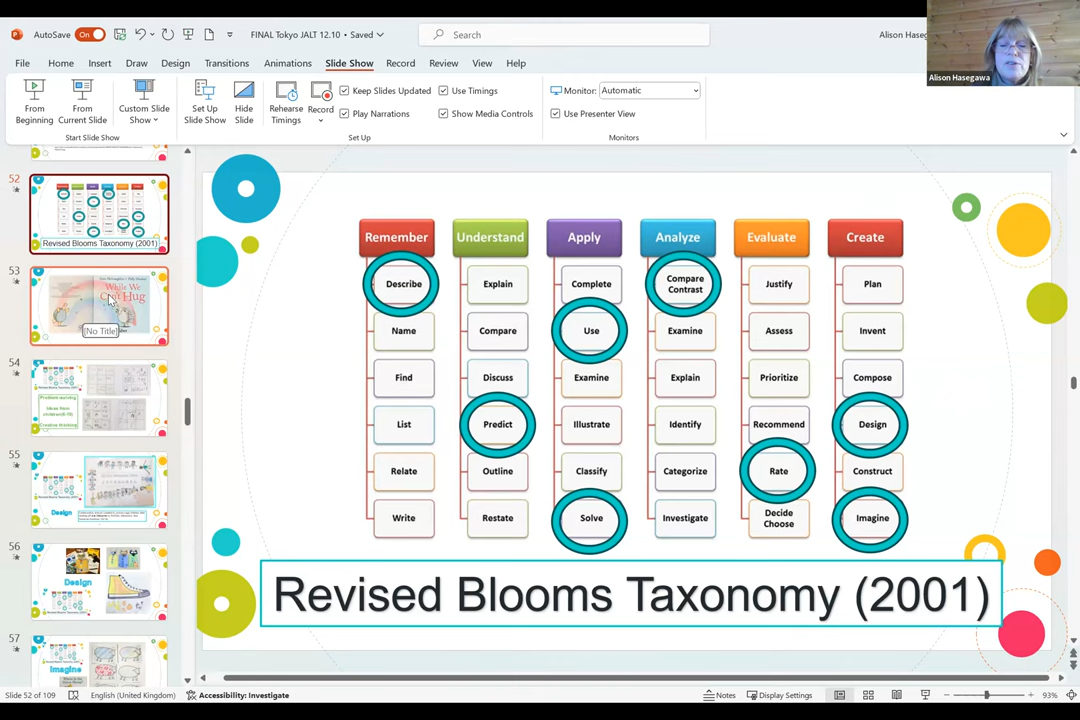 AutoSave On FINAL Tokyo JALT 12.10 • Saved Search Alison Haseg
Alison Hasegawa
File Home Insert Draw Design Transitions Animations Slide Show Record Review View Help
From Beginning
From Current Slide
Custom Slide Show
Start Slide Show
Set Up Slide Show
Hide Slide
Rehearse Timings
Record
Keep Slides Updated
Play Narrations
Use Timings
Show Media Controls
Set Up
Monitor: Automatic
Use Presenter View
Monitors
52
Revised Blooms Taxonomy (2001)
53
While We
Can't Hug
[No Title]
54
Problem solving
Creative thinking
55
Design
56
Design
57
Imagine
Remember Understand Apply Analyze Evaluate Create
Describe Explain Complete Compare Contrast Justify Plan
Name Compare Use Examine Assess Invent
Find Discuss Examine Explain Prioritize Compose
List Predict Illustrate Identify Recommend Design
Relate Outline Classify Categorize Rate Construct
Write Restate Solve Investigate Decide Choose Imagine
Revised Blooms Taxonomy (2001)
Slide 52 of 109 English (United Kingdom) Accessibility: Investigate Notes Display Settings 93%